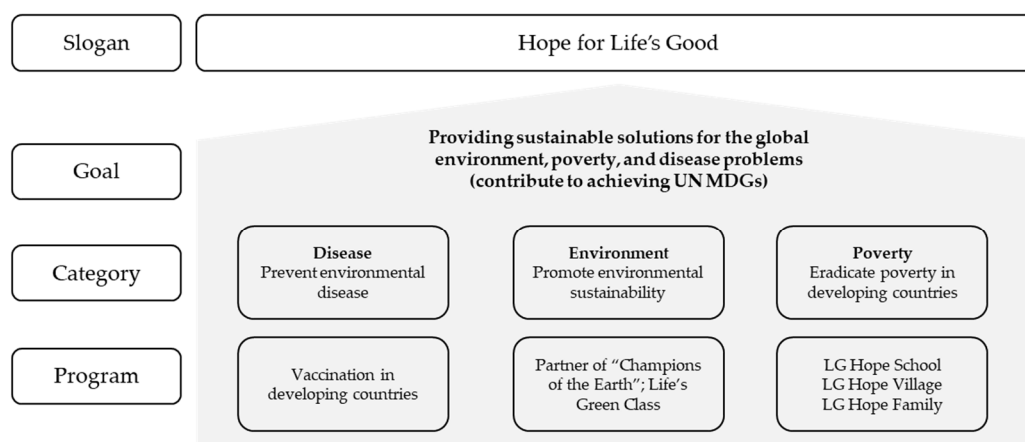 Slogan
Hope for Life's Good
Goal
Providing sustainable solutions for the global
environment, poverty, and disease problems
(contribute to achieving UN MDGs)
Category
Disease
Prevent environmental
disease
Environment
Promote environmental
sustainability
Poverty
Eradicate poverty in
developing countries
Program
Vaccination in
developing countries
Partner of “Champions
of the Earth”; Life's
Green Class
LG Hope School
LG Hope Village
LG Hope Family